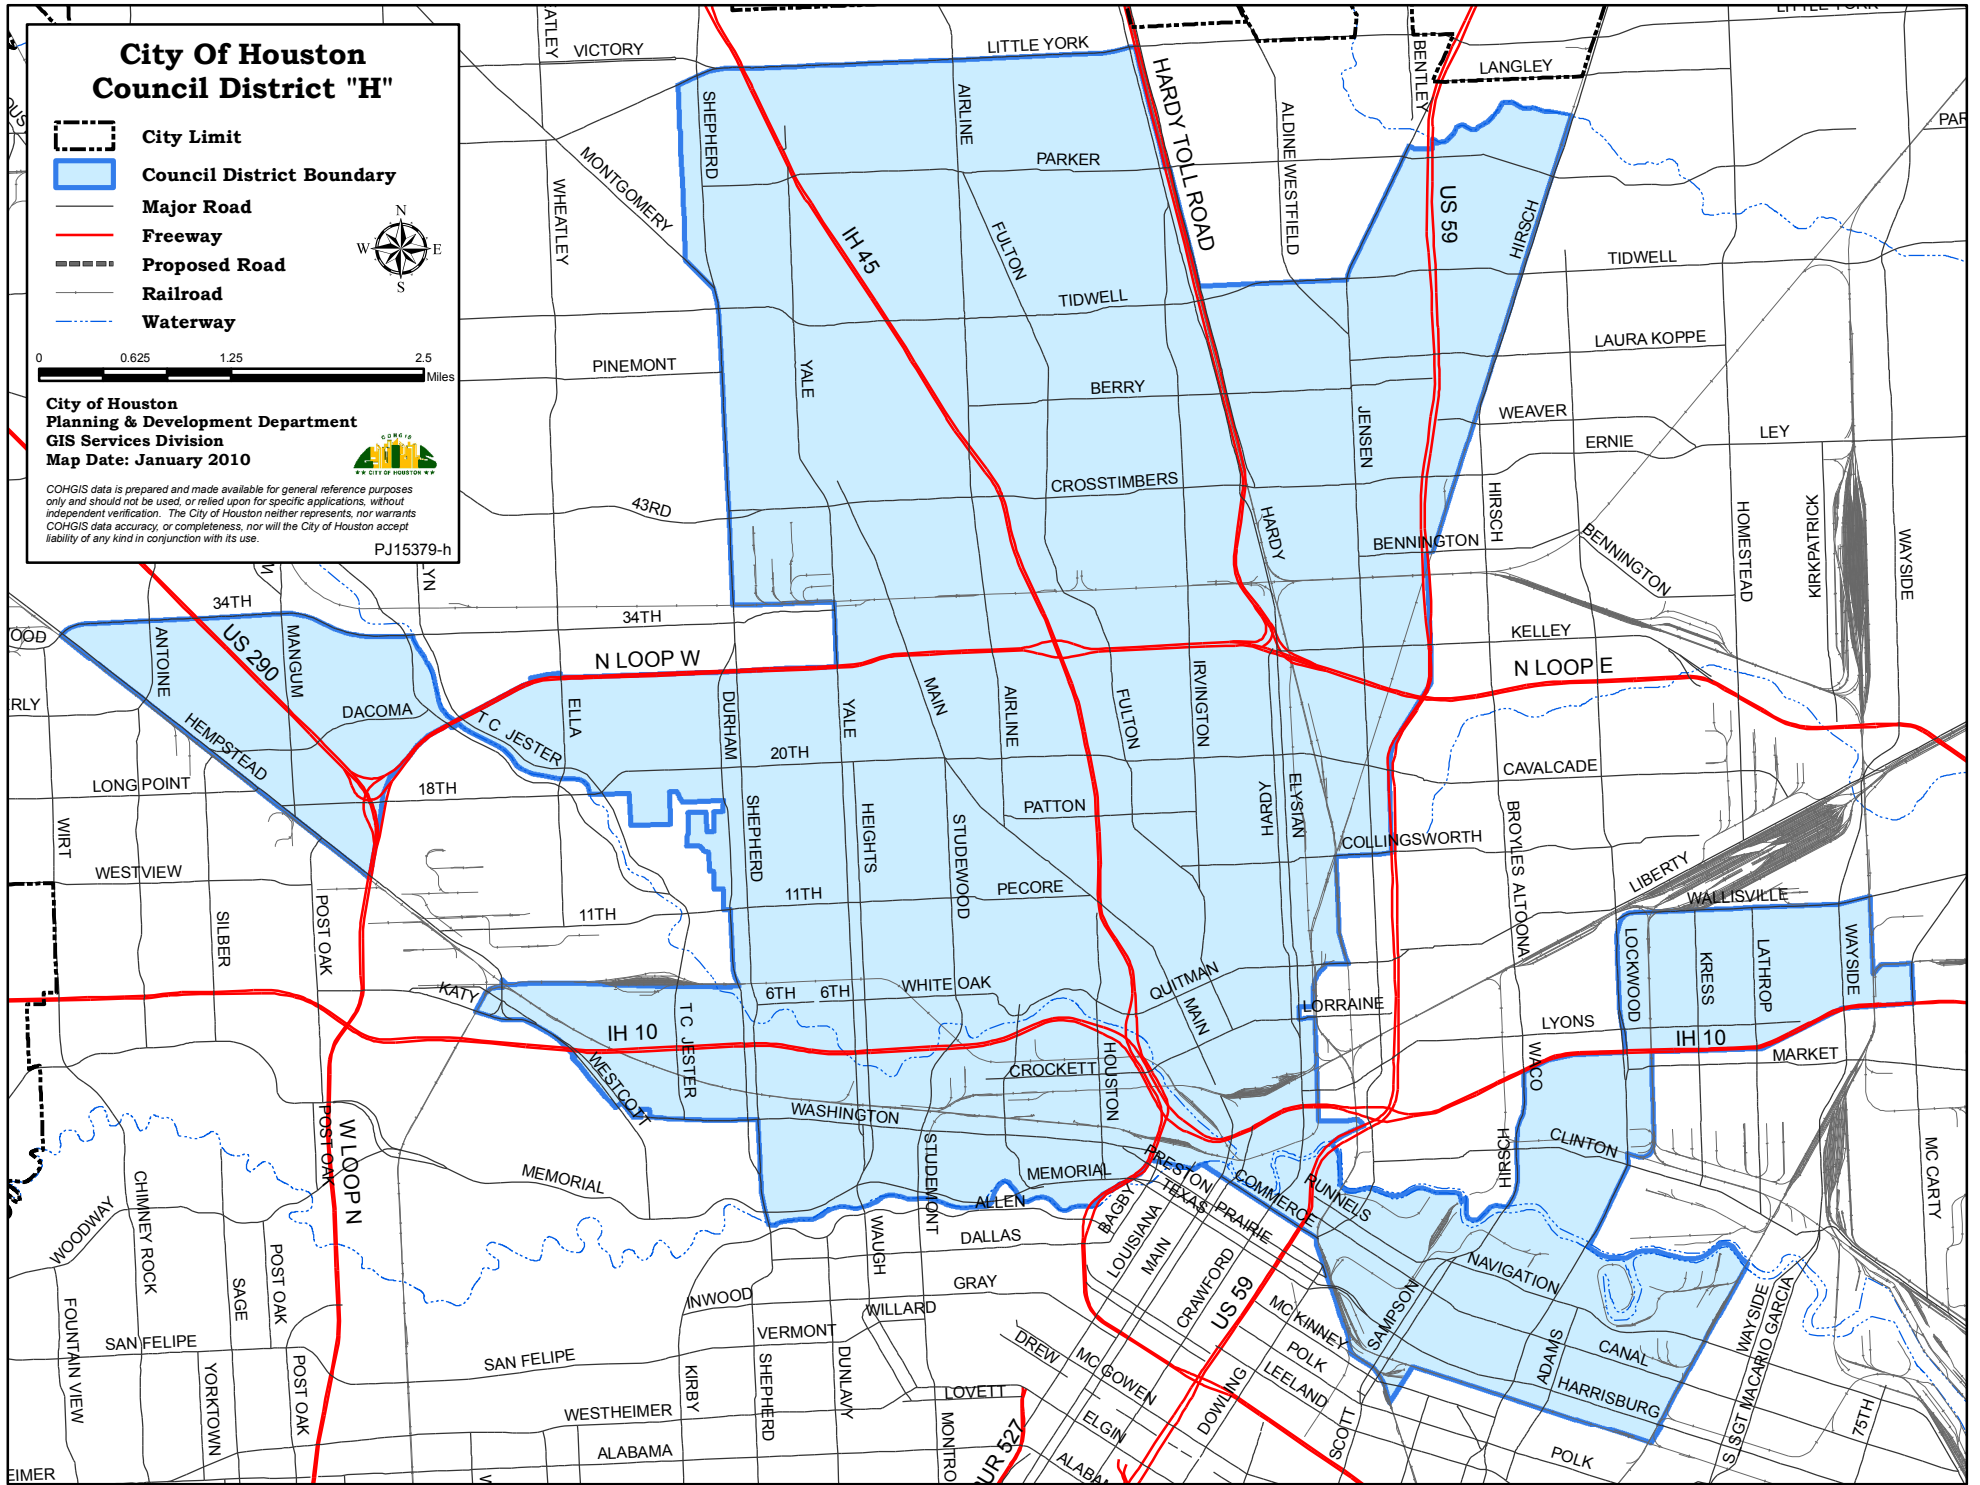 City Of Houston
Council District "H"
City Limit
Council District Boundary
Major Road
Freeway
Proposed Road
Railroad
Waterway
N
W
E
S
0
0.625
1.25
2.5
Miles
City of Houston
Planning & Development Department
GIS Services Division
Map Date: January 2010
COHGIS
CITY OF HOUSTON
COHGIS data is prepared and made available for general reference purposes
only and should not be used, or relied upon for specific applications, without
independent verification. The City of Houston neither represents, nor warrants
COHGIS data accuracy, or completeness, nor will the City of Houston accept
liability of any kind in conjunction with its use.
PJ15379-h
VICTORY
LITTLE YORK
BENTLEY
LANGLEY
SHEPHERD
AIRLINE
HARDY TOLL ROAD
ALDINE WESTFIELD
PARKER
MONTGOMERY
WHEATLEY
IH 45
FULTON
US 59
HIRSCH
TIDWELL
TIDWELL
PINEMONT
YALE
BERRY
LAURA KOPPE
JENSEN
WEAVER
ERNIE
LEY
43RD
CROSSTIMBERS
HARDY
HIRSCH
BENNINGTON
BENNINGTON
HOMESTEAD
KIRKPATRICK
WAYSIDE
34TH
34TH
US 290
ANTOINE
MANGUM
N LOOP W
KELLEY
N LOOP E
HEMPSTEAD
DACOMA
T C JESTER
ELLA
DURHAM
YALE
MAIN
AIRLINE
FULTON
IRVINGTON
20TH
LONG POINT
18TH
CAVALCADE
WIRT
SHEPHERD
HEIGHTS
STUDEWOOD
PATTON
HARDY
ELYSIAN
COLLINGSWORTH
BROYLES ALTOONA
WESTVIEW
LIBERTY
WALLISVILLE
SILBER
POST OAK
11TH
11TH
PECORE
LOCKWOOD
KRESS
LATHROP
WAYSIDE
KATY
T C JESTER
6TH
6TH
WHITE OAK
QUITMAN
MAIN
LORRAINE
LYONS
IH 10
IH 10
MARKET
WESTCOTT
CROCKETT
HOUSTON
WACO
WASHINGTON
POST OAK
W LOOP N
STUDEMONT
HIRSCH
CLINTON
MC CARTY
MEMORIAL
MEMORIAL
ALLEN
PRESTON
TEXAS
PRAIRIE
COMMERCE
RUNNELS
WOODWAY
CHIMNEY ROCK
BAGBY
LOUISIANA
MAIN
DALLAS
WAUGH
POST OAK
SAGE
CRAWFORD
US 59
NAVIGATION
GRAY
INWOOD
WILLARD
MC KINNEY
SAMPSON
WAYSIDE
S SGT MACARIO GARCIA
FOUNTAIN VIEW
SAN FELIPE
SAN FELIPE
VERMONT
DREW
MC GOWEN
POLK
LEELAND
ADAMS
CANAL
HARRISBURG
YORKTOWN
POST OAK
KIRBY
SHEPHERD
DUNLAVY
LOVETT
WESTHEIMER
ALABAMA
ELGIN
DOWLING
SCOTT
POLK
75TH